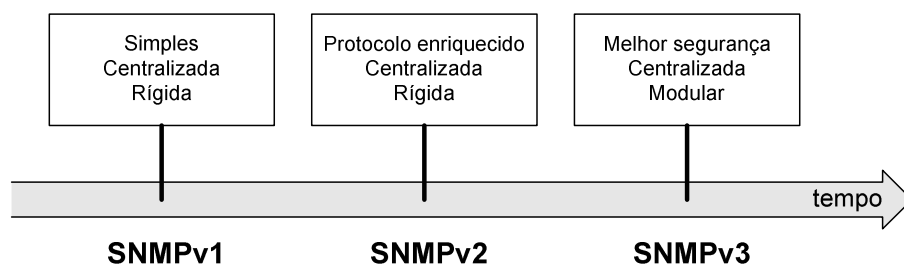 Simples
Centralizada
Rígida
Protocolo enriquecido
Centralizada
Rígida
Melhor segurança
Centralizada
Modular
tempo
SNMPv1
SNMPv2
SNMPv3